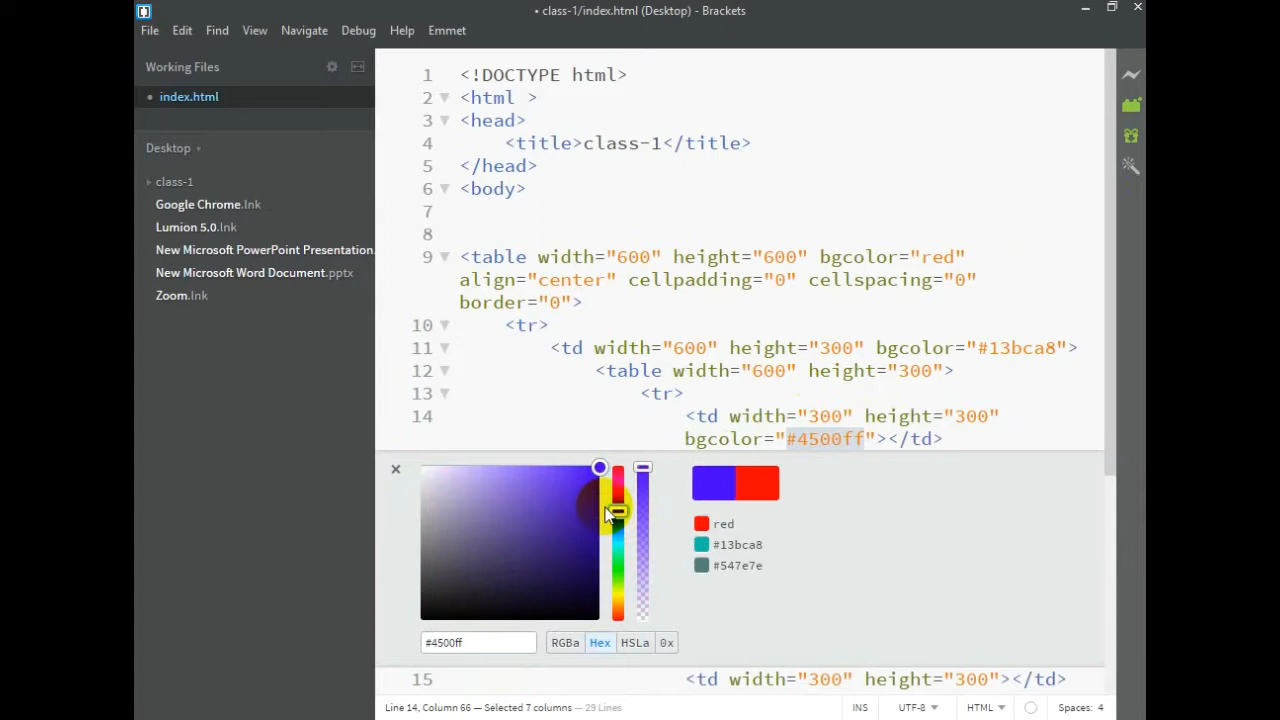 • class-1/index.html (Desktop) - Brackets
File Edit Find View Navigate Debug Help Emmet
Working Files
• index.html
Desktop
class-1
Google Chrome.lnk
Lumion 5.0.lnk
New Microsoft PowerPoint Presentation.
New Microsoft Word Document.pptx
Zoom.lnk
1 <!DOCTYPE html>
2 <html >
3 <head>
4 <title>class-1</title>
5 </head>
6 <body>
7
8
9 <table width="600" height="600" bgcolor="red"
align="center" cellpadding="0" cellspacing="0"
border="0">
10 <tr>
11 <td width="600" height="300" bgcolor="#13bca8">
12 <table width="600" height="300">
13 <tr>
14 <td width="300" height="300"
bgcolor="#4500ff"></td>
red
#13bca8
#547e7e
#4500ff RGBa Hex HSLa 0x
15 <td width="300" height="300"></td>
Line 14, Column 66 — Selected 7 columns — 29 Lines INS UTF-8 HTML Spaces: 4